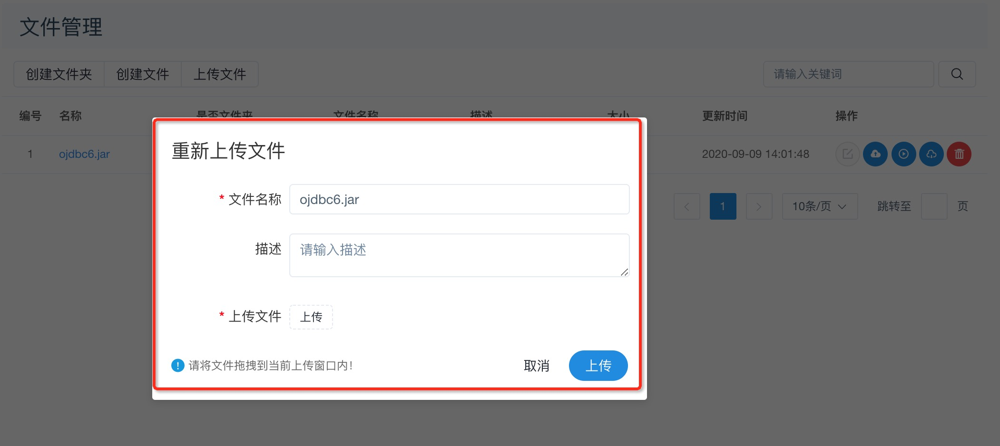 文件管理
创建文件夹 创建文件 上传文件 请输入关键词
编号 名称 是否文件夹 文件名称 描述 大小 更新时间 操作
1 ojdbc6.jar 2020-09-09 14:01:48
1 10条/页 跳转至 页
重新上传文件
* 文件名称 ojdbc6.jar
描述 请输入描述
* 上传文件 上传
请将文件拖拽到当前上传窗口内!
取消 上传